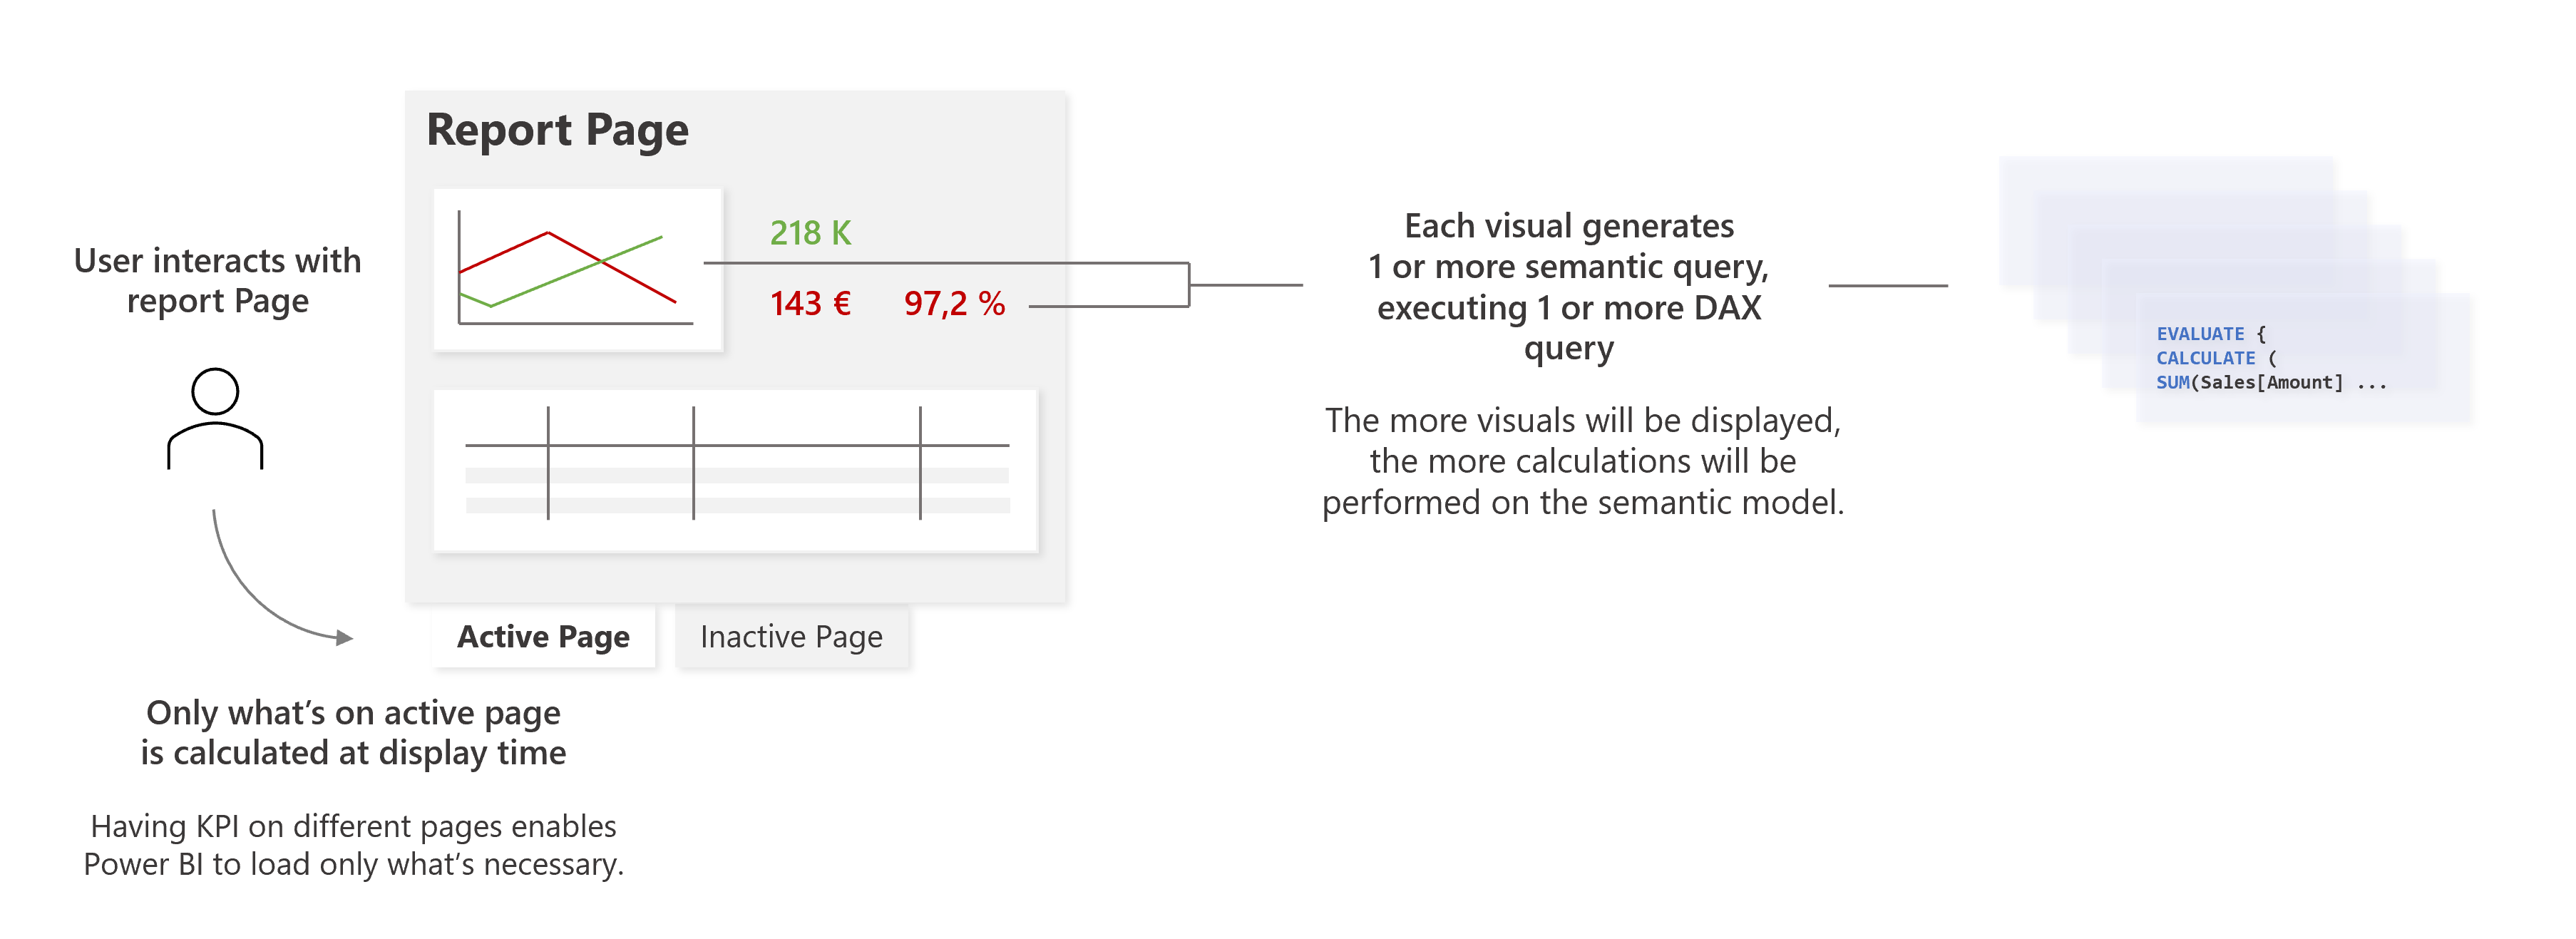 User interacts with
report Page
Report Page
218 K
143 €
97,2 %
Active Page
Inactive Page
Only what’s on active page
is calculated at display time
Having KPI on different pages enables
Power BI to load only what’s necessary.
Each visual generates
1 or more semantic query,
executing 1 or more DAX
query
The more visuals will be displayed,
the more calculations will be
performed on the semantic model.
EVALUATE {
CALCULATE (
SUM(Sales[Amount] ...